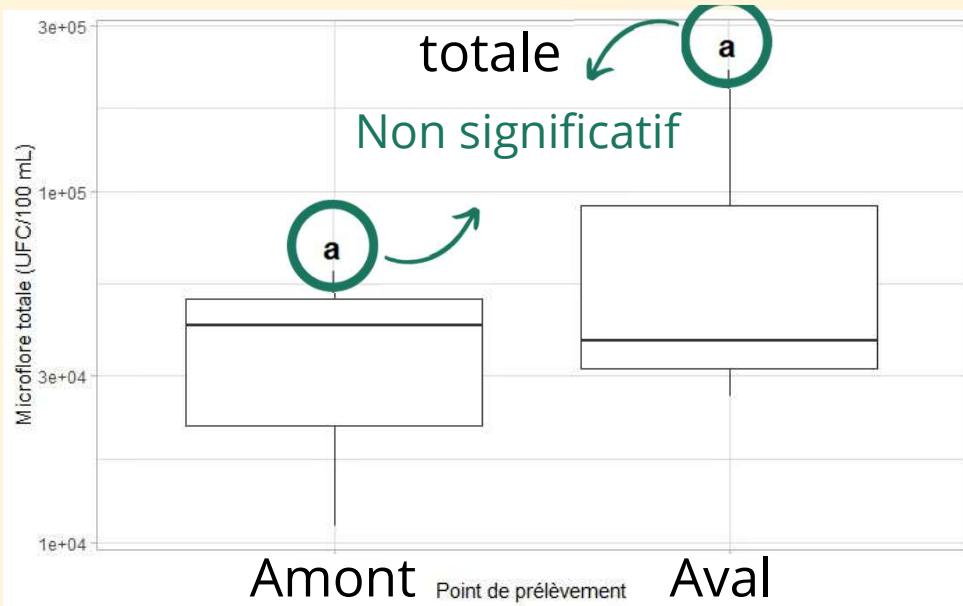 totale
Non significatif
a
a
Microflore totale (UFC/100 mL)
3e+05
1e+05
3e+04
1e+04
Amont
Aval
Point de prélèvement